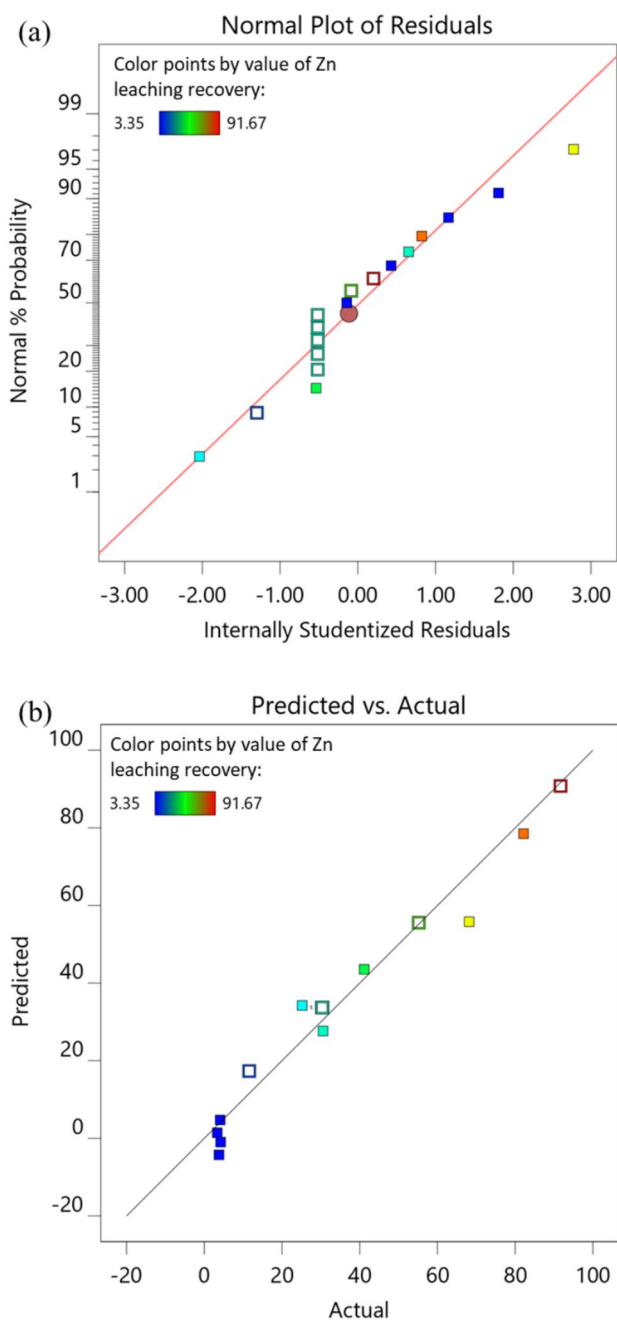 (a)
Normal Plot of Residuals
Color points by value of Zn
leaching recovery:
3.35 91.67
Normal % Probability
99
95
90
70
50
20
10
5
1
-3.00 -2.00 -1.00 0.00 1.00 2.00 3.00
Internally Studentized Residuals
(b)
Predicted vs. Actual
Color points by value of Zn
leaching recovery:
3.35 91.67
Predicted
100
80
60
40
20
0
-20
-20 0 20 40 60 80 100
Actual